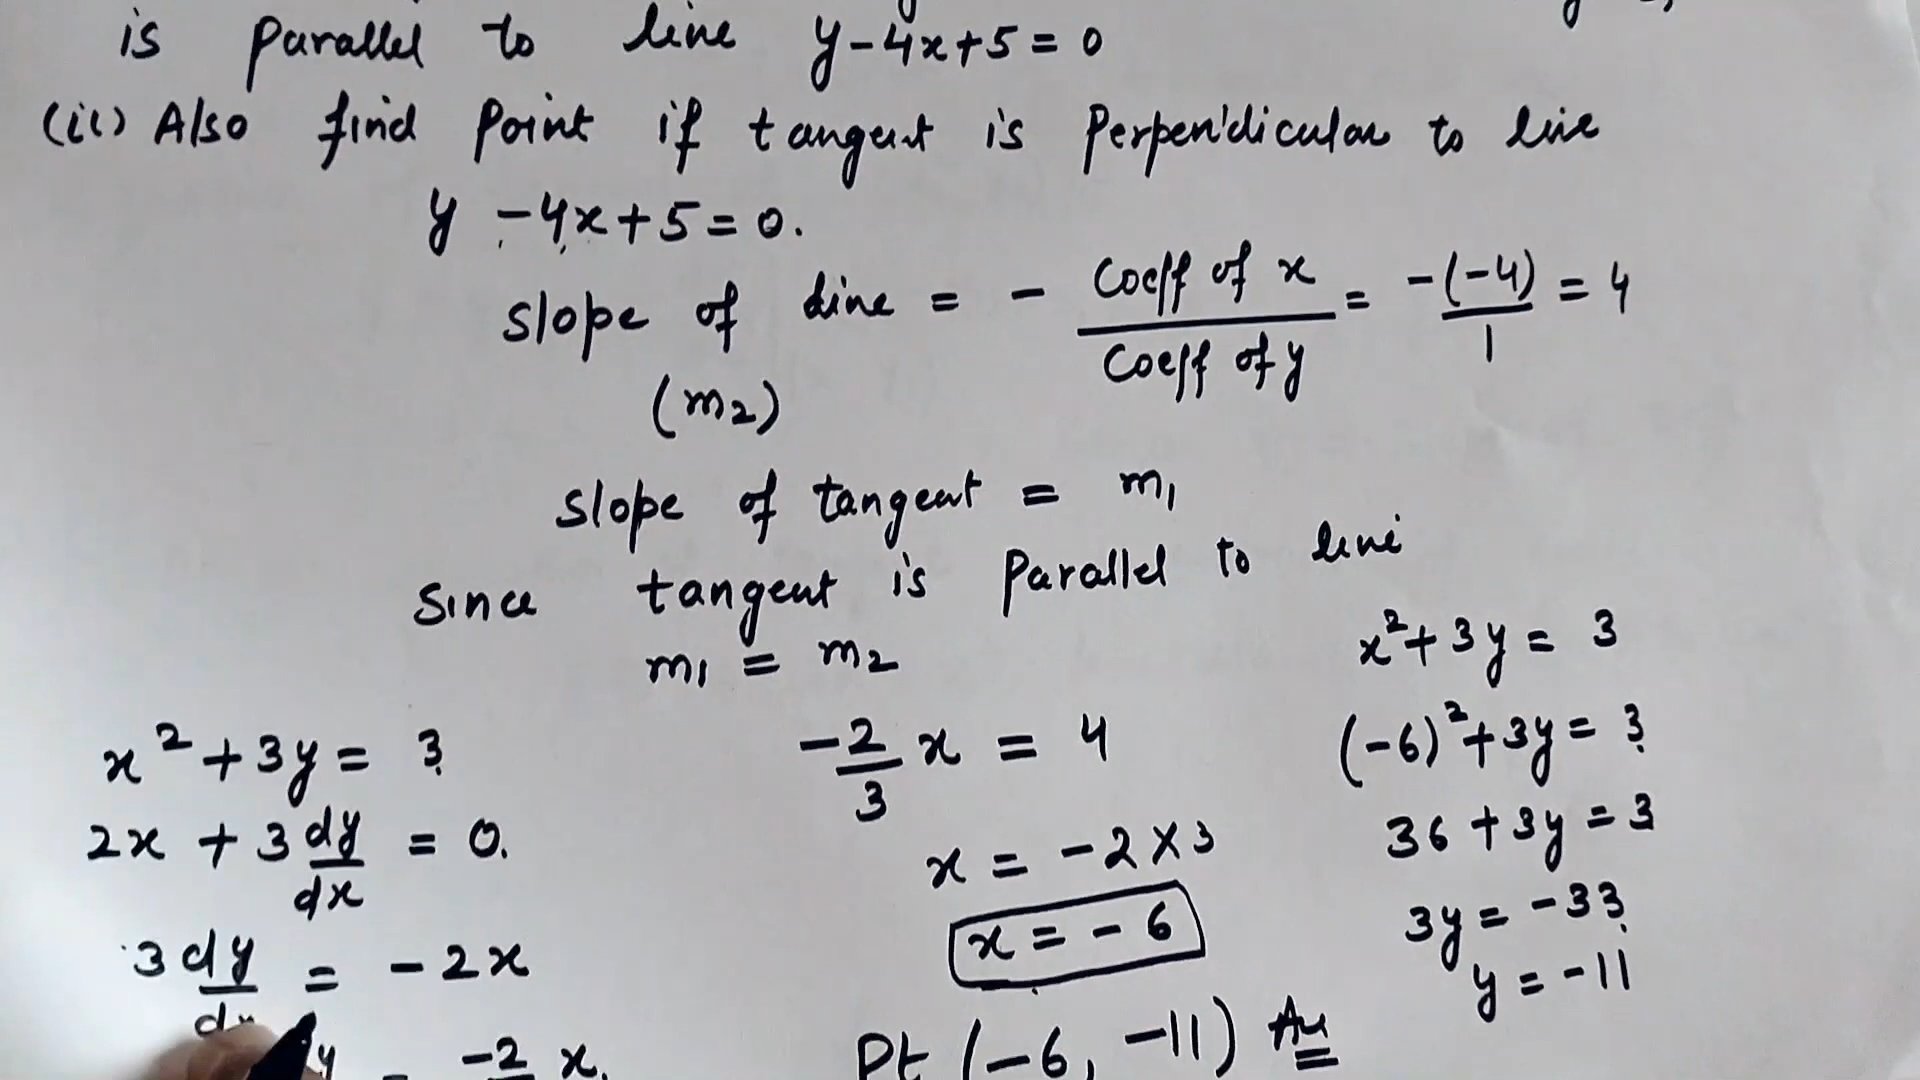 is parallel to line y-4x+5=0
(ii) Also find point if tangent is Perpendicular to line
y -4x+5=0.
slope of line = - Coeff of x / Coeff of y = -(-4)/1 = 4
(m2)
slope of tangent = m1
Since tangent is Parallel to line
m1 = m2
x²+3y = 3
2x + 3 dy/dx = 0.
3 dy/dx = -2x
y = -2 x.
-2/3 x = 4
x = -2×3
x = -6
Pt (-6, -11) Ans
x²+3y = 3
(-6)²+3y = 3
36+3y = 3
3y = -33
y = -11